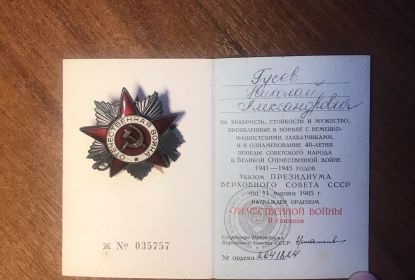 ОТЕЧЕСТВЕННАЯ ВОЙНА
Ж № 035757
Гусев
Николай
Александрович
ЗА ХРАБРОСТЬ, СТОЙКОСТЬ И МУЖЕСТВО,
ПРОЯВЛЕННЫЕ В БОРЬБЕ С НЕМЕЦКО-
ФАШИСТСКИМИ ЗАХВАТЧИКАМИ,
И В ОЗНАМЕНОВАНИЕ 40-ЛЕТИЯ
ПОБЕДЫ СОВЕТСКОГО НАРОДА
В ВЕЛИКОЙ ОТЕЧЕСТВЕННОЙ ВОЙНЕ
1941—1945 ГОДОВ
УКАЗОМ ПРЕЗИДИУМА
ВЕРХОВНОГО СОВЕТА СССР
ОТ 11 МАРТА 1985 г.
НАГРАЖДЕН ОРДЕНОМ
ОТЕЧЕСТВЕННОЙ ВОЙНЫ
II СТЕПЕНИ
Секретарь Президиума
Верховного Совета СССР
№ ордена